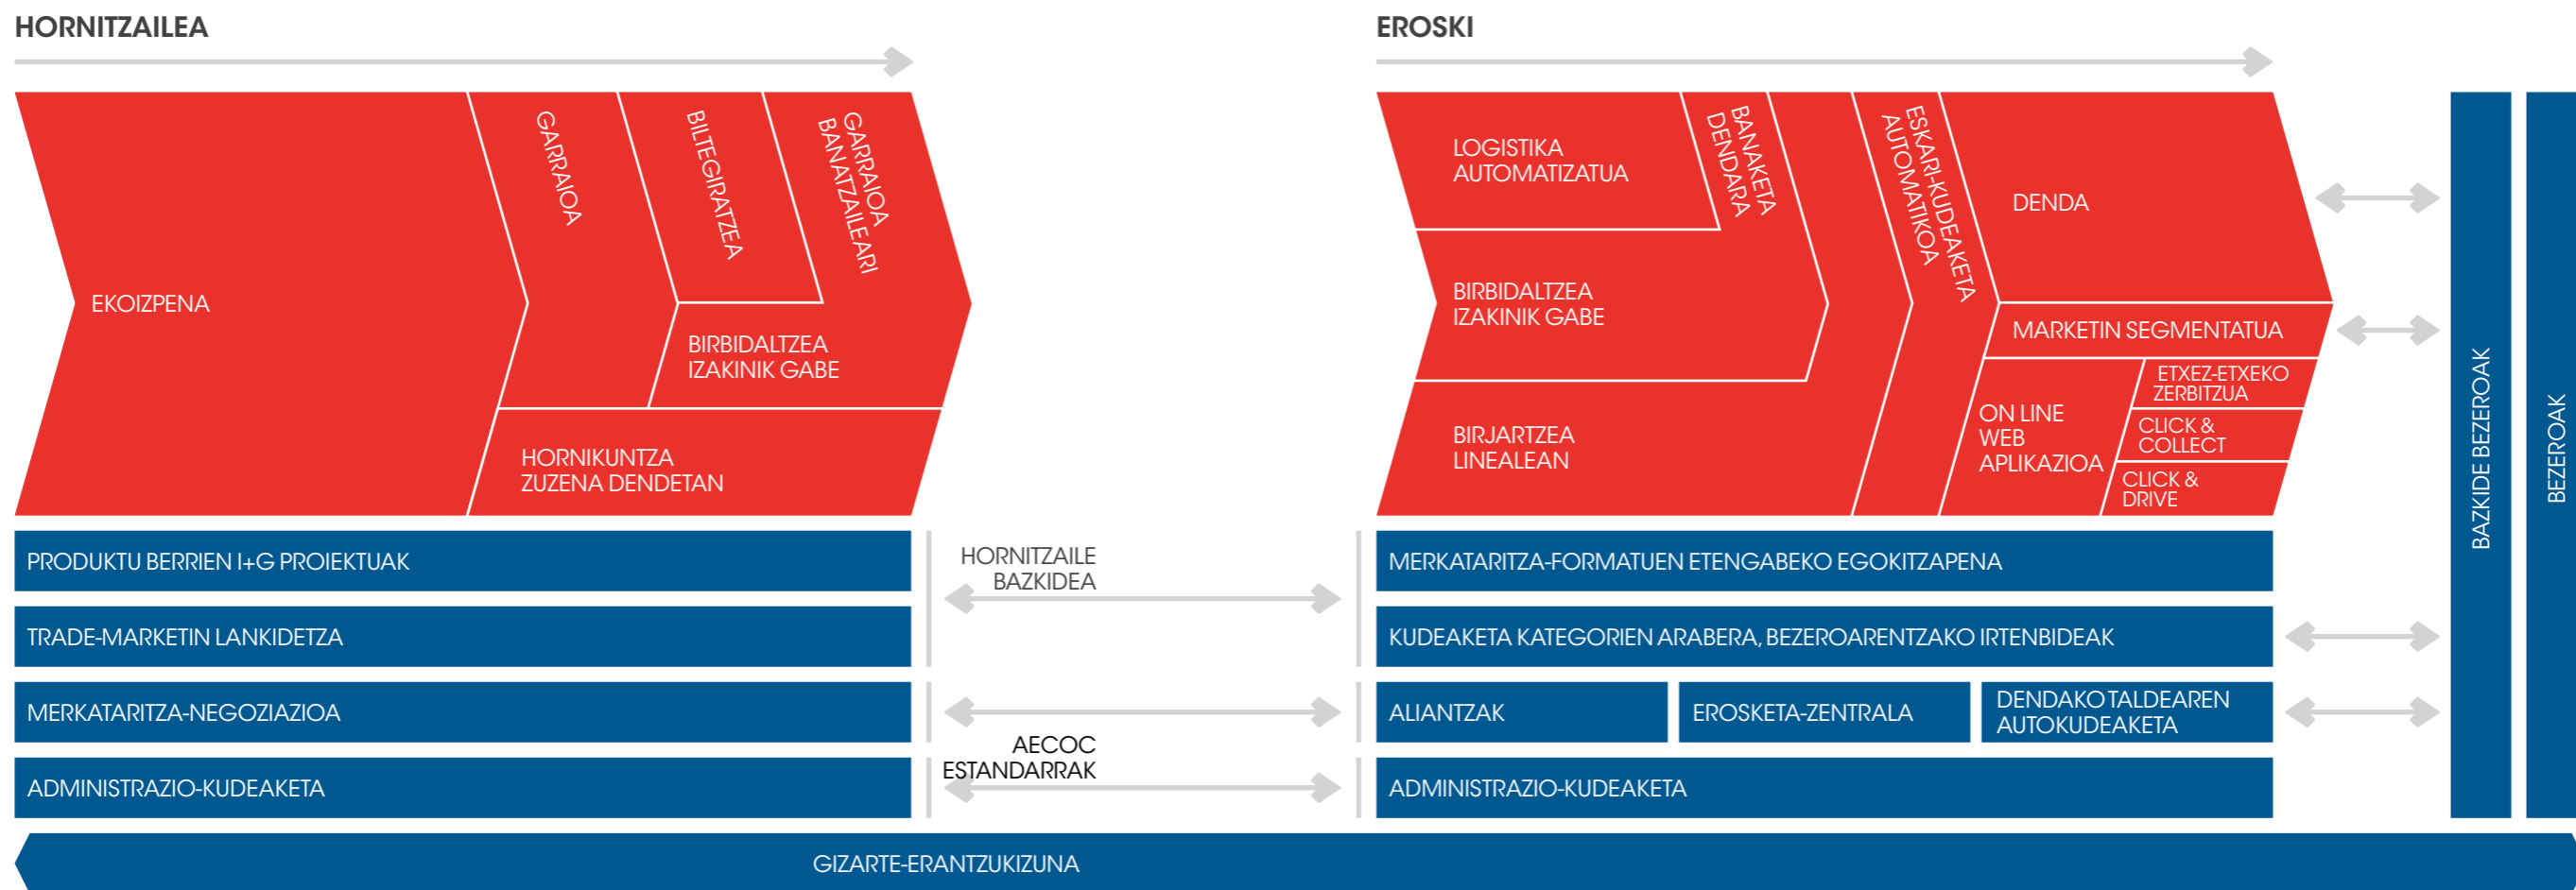 HORNITZAILEA
EKOIZPENA
GARRAIOA
BILTEGIRATZEA
GARRAIOA
BANATZAILEARI
BIRBIDALTZEA
IZAKINIK GABE
HORNIKUNTZA
ZUZENA DENDETAN
PRODUKTU BERRIEN I+G PROIEKTUAK
TRADE-MARKETIN LANKIDETZA
MERKATARITZA-NEGOZIAZIOA
ADMINISTRAZIO-KUDEAKETA
HORNITZAILE
BAZKIDEA
AECOC
ESTANDARRAK
EROSKI
LOGISTIKA
AUTOMATIZATUA
BANAKETA
DENDARA
BIRBIDALTZEA
IZAKINIK GABE
BIRJARTZEA
LINEALEAN
ESKARI-KUDEAKETA
AUTOMATIKOA
DENDA
MARKETIN SEGMENTATUA
ON LINE
WEB
APLIKAZIOA
ETXEZ-ETXEKO
ZERBITZUA
CLICK &
COLLECT
CLICK &
DRIVE
MERKATARITZA-FORMATUEN ETENGABEKO EGOKITZAPENA
KUDEAKETA KATEGORIEN ARABERA, BEZEROARENTZAKO IRTENBIDEAK
ALIANTZAK
EROSKETA-ZENTRALA
DENDAKO TALDEAREN
AUTOKUDEAKETA
ADMINISTRAZIO-KUDEAKETA
BAZKIDE BEZEROAK
BEZEROAK
GIZARTE-ERANTZUKIZUNA